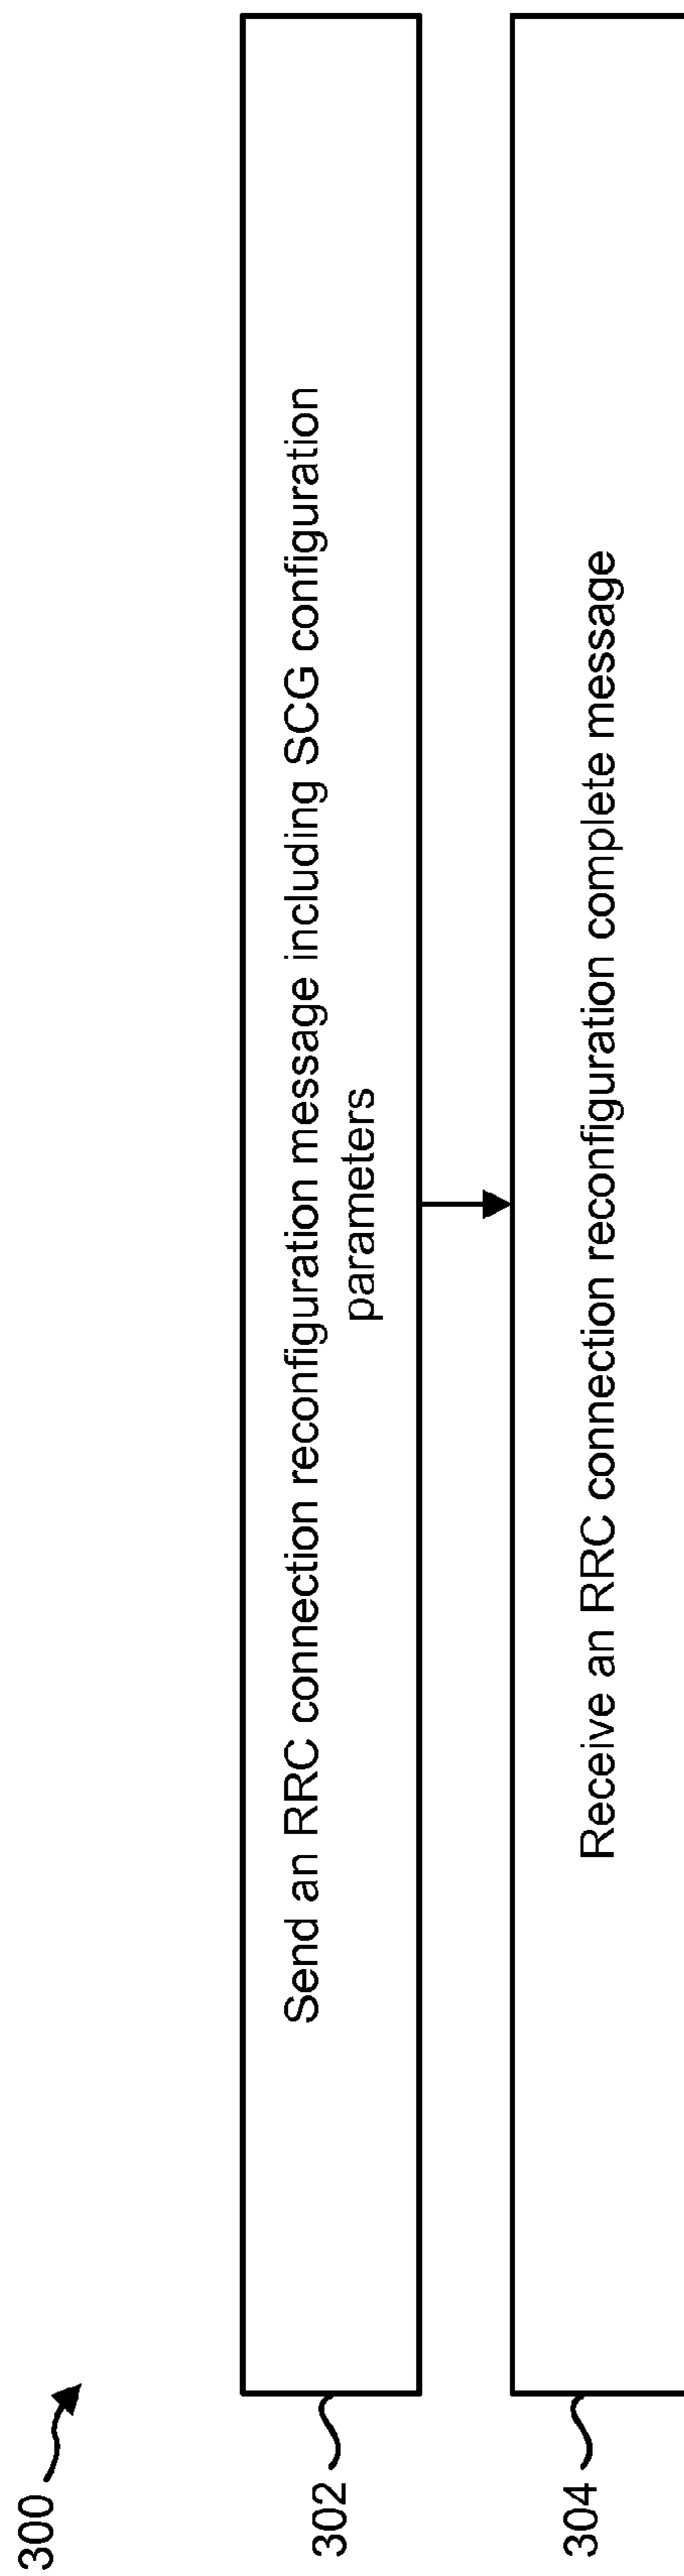 300
302
Send an RRC connection reconfiguration message including SCG configuration
parameters
304
Receive an RRC connection reconfiguration complete message